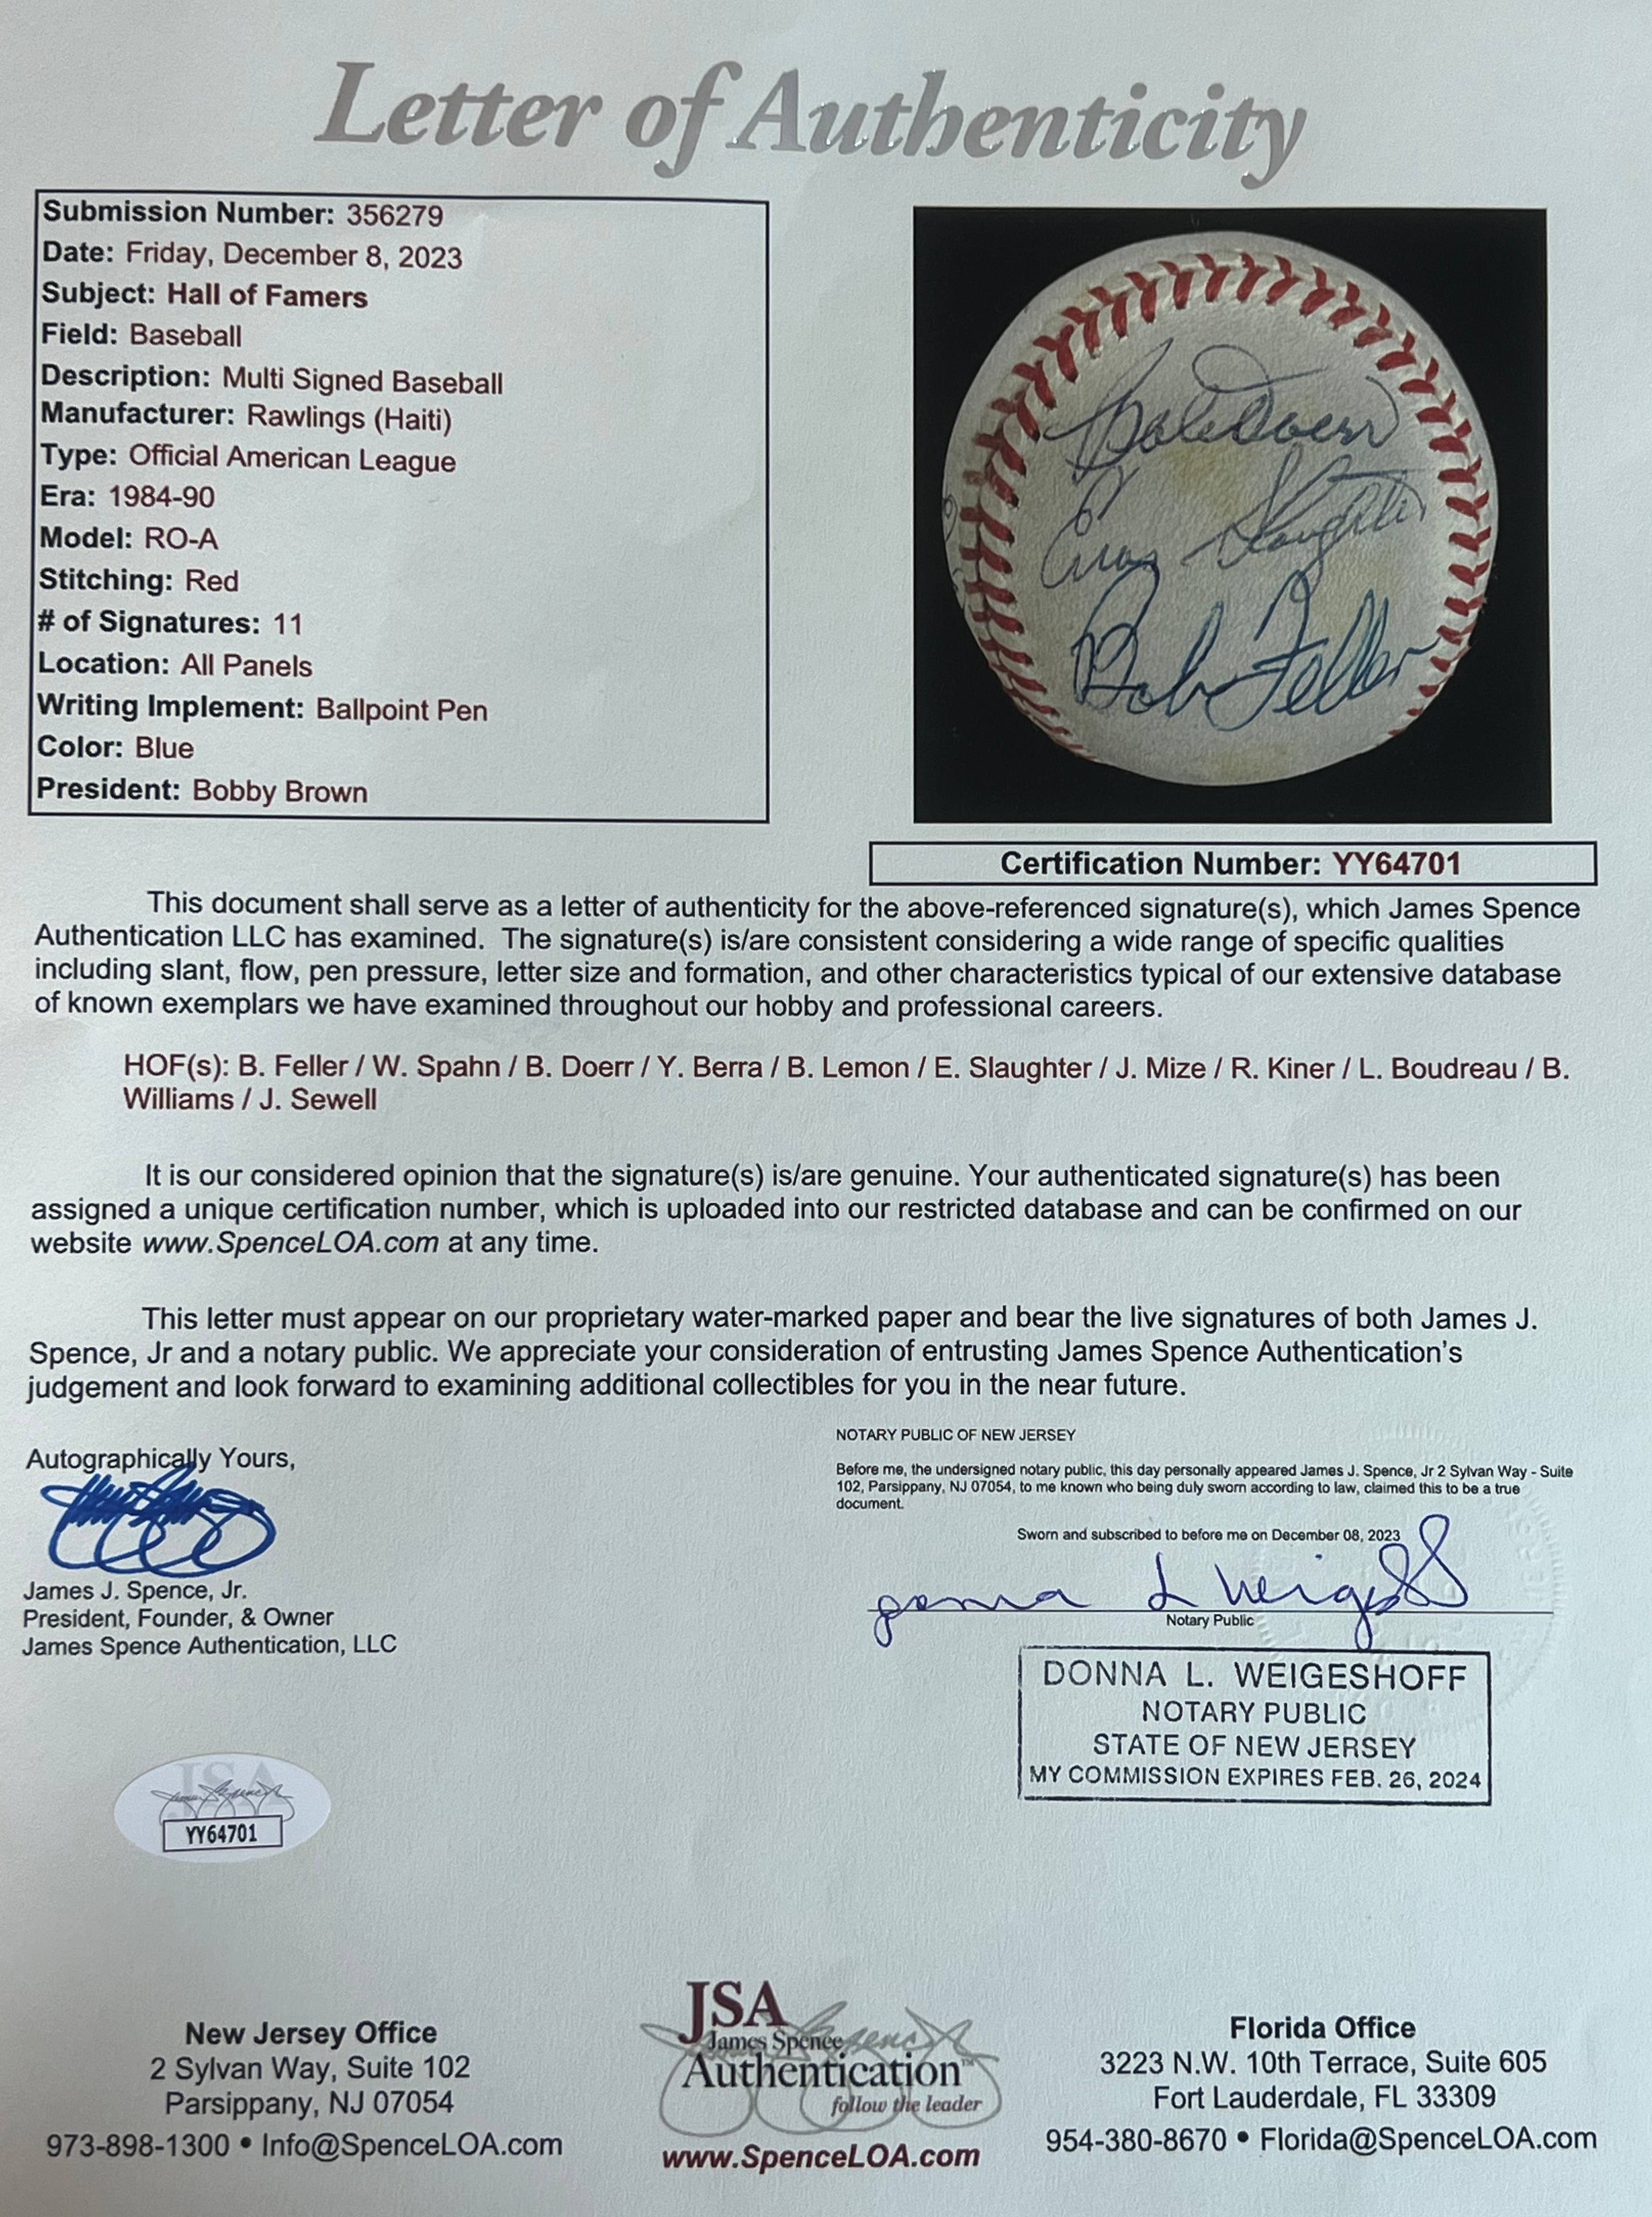 Letter of Authenticity
Submission Number: 356279
Date: Friday, December 8, 2023
Subject: Hall of Famers
Field: Baseball
Description: Multi Signed Baseball
Manufacturer: Rawlings (Haiti)
Type: Official American League
Era: 1984-90
Model: RO-A
Stitching: Red
# of Signatures: 11
Location: All Panels
Writing Implement: Ballpoint Pen
Color: Blue
President: Bobby Brown
Bob Doerr
Enos Slaughter
Bob Feller
Certification Number: YY64701
This document shall serve as a letter of authenticity for the above-referenced signature(s), which James Spence
Authentication LLC has examined. The signature(s) is/are consistent considering a wide range of specific qualities
including slant, flow, pen pressure, letter size and formation, and other characteristics typical of our extensive database
of known exemplars we have examined throughout our hobby and professional careers.
HOF(s): B. Feller / W. Spahn / B. Doerr / Y. Berra / B. Lemon / E. Slaughter / J. Mize / R. Kiner / L. Boudreau / B.
Williams / J. Sewell
It is our considered opinion that the signature(s) is/are genuine. Your authenticated signature(s) has been
assigned a unique certification number, which is uploaded into our restricted database and can be confirmed on our
website www.SpenceLOA.com at any time.
This letter must appear on our proprietary water-marked paper and bear the live signatures of both James J.
Spence, Jr and a notary public. We appreciate your consideration of entrusting James Spence Authentication's
judgement and look forward to examining additional collectibles for you in the near future.
Autographically Yours,
James J. Spence, Jr.
President, Founder, & Owner
James Spence Authentication, LLC
NOTARY PUBLIC OF NEW JERSEY
Before me, the undersigned notary public, this day personally appeared James J. Spence, Jr 2 Sylvan Way - Suite
102, Parsippany, NJ 07054, to me known who being duly sworn according to law, claimed this to be a true
document.
Sworn and subscribed to before me on December 08, 2023
Donna L Weigeshoff
Notary Public
DONNA L. WEIGESHOFF
NOTARY PUBLIC
STATE OF NEW JERSEY
MY COMMISSION EXPIRES FEB. 26, 2024
JSA
YY64701
New Jersey Office
2 Sylvan Way, Suite 102
Parsippany, NJ 07054
973-898-1300 • Info@SpenceLOA.com
JSA
James Spence
Authentication™
follow the leader
www.SpenceLOA.com
Florida Office
3223 N.W. 10th Terrace, Suite 605
Fort Lauderdale, FL 33309
954-380-8670 • Florida@SpenceLOA.com